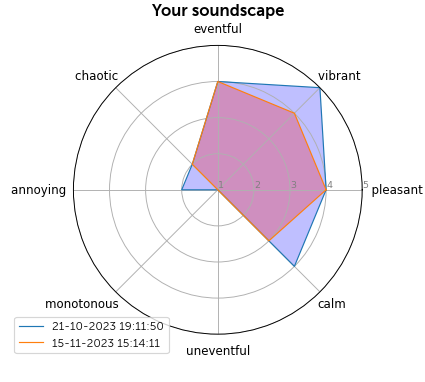 Your soundscape
eventful
chaotic
vibrant
annoying
1 2 3 4 5
pleasant
monotonous
calm
uneventful
21-10-2023 19:11:50
15-11-2023 15:14:11